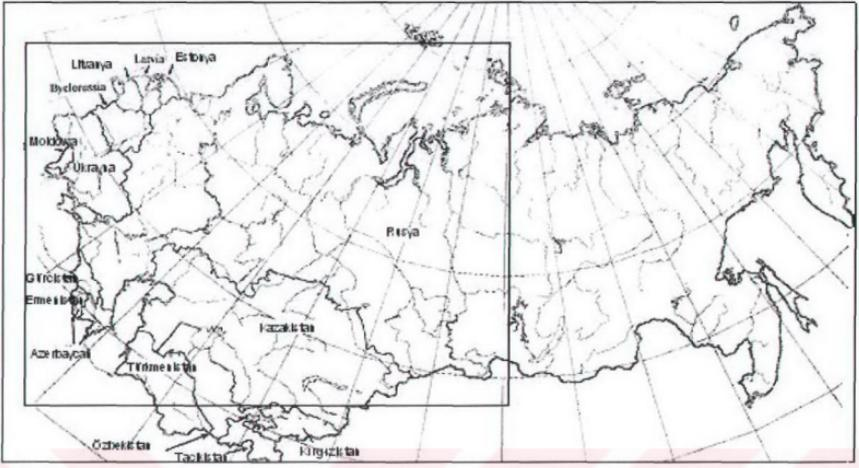 Litvanya
Latvia
Estonya
Byelorussia
Moldova
Ukrayna
Rusya
Gürcistan
Ermenistan
Kazakistan
Azerbaycan
Türkmenistan
Özbekistan
Tacikistan
Kırgızistan